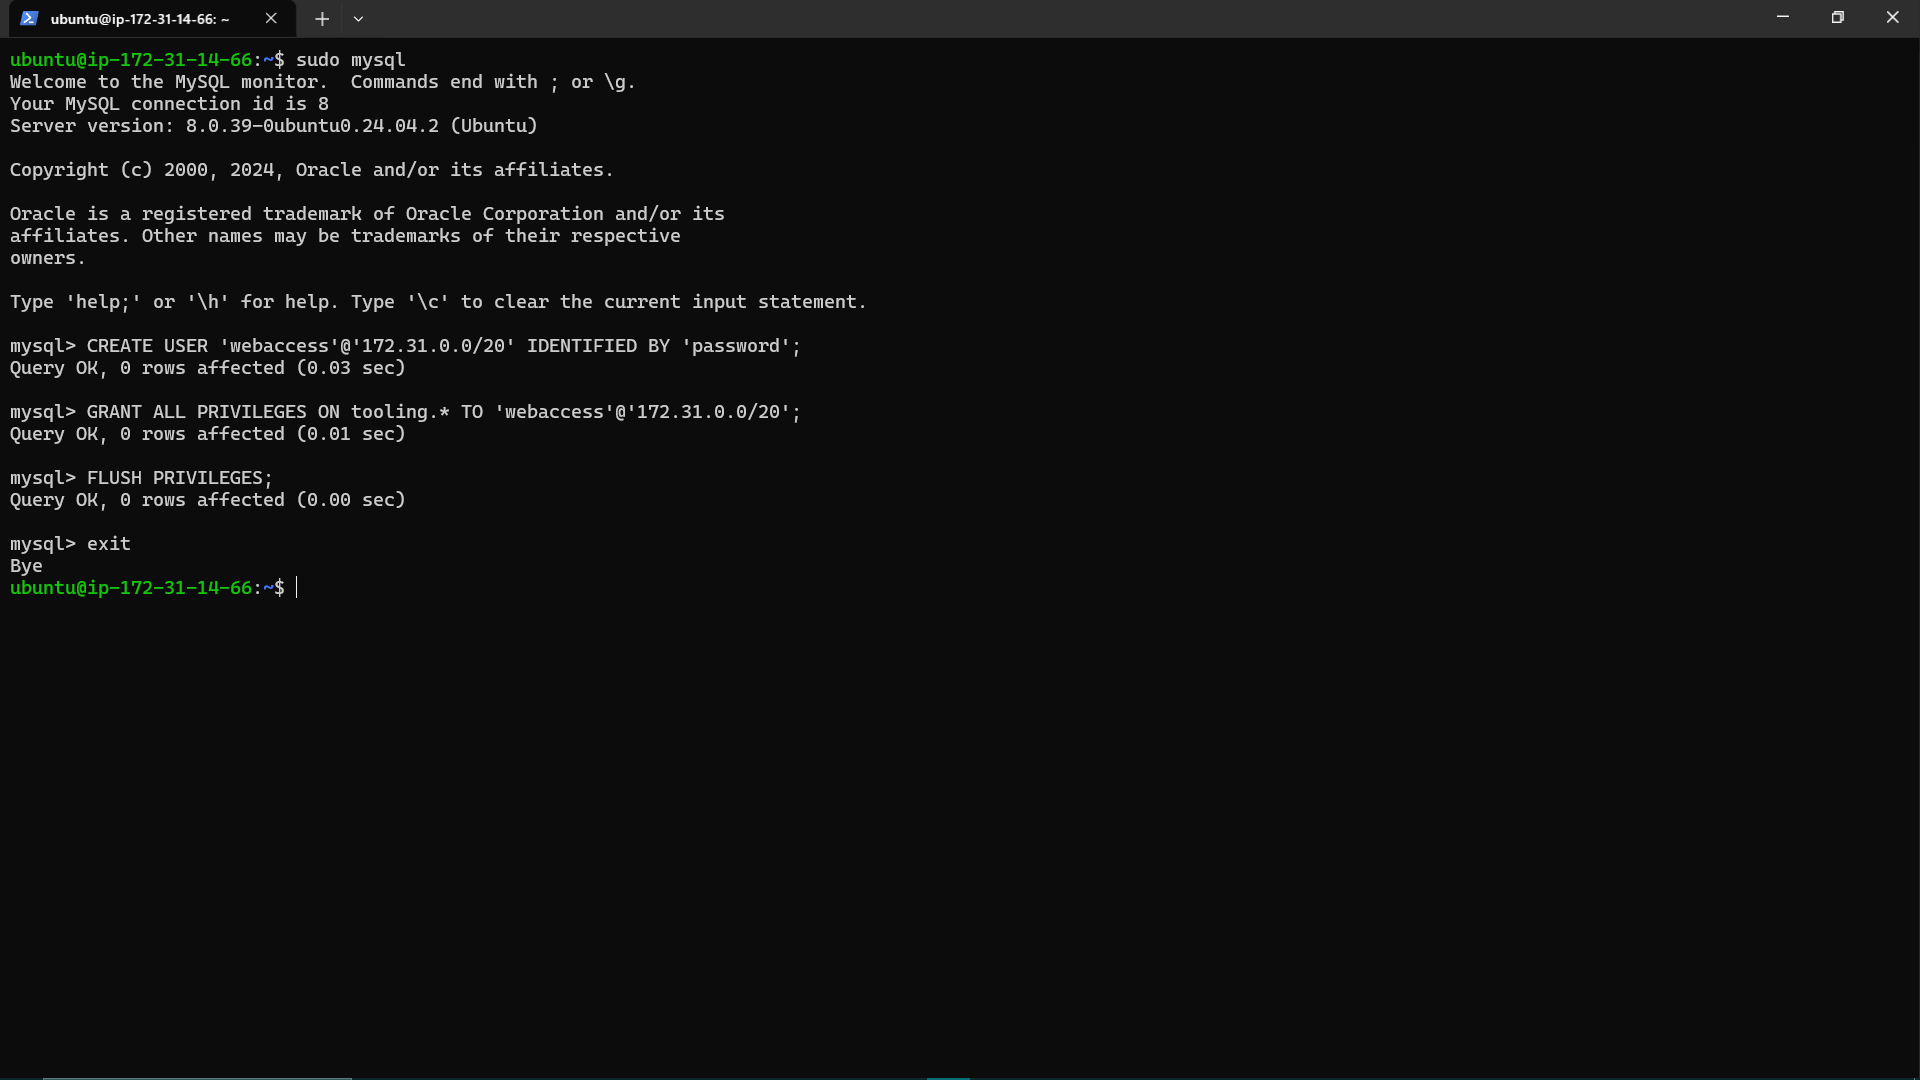 ubuntu@ip-172-31-14-66: ~
ubuntu@ip-172-31-14-66:~$ sudo mysql
Welcome to the MySQL monitor.  Commands end with ; or \g.
Your MySQL connection id is 8
Server version: 8.0.39-0ubuntu0.24.04.2 (Ubuntu)
Copyright (c) 2000, 2024, Oracle and/or its affiliates.
Oracle is a registered trademark of Oracle Corporation and/or its
affiliates. Other names may be trademarks of their respective
owners.
Type 'help;' or '\h' for help. Type '\c' to clear the current input statement.
mysql> CREATE USER 'webaccess'@'172.31.0.0/20' IDENTIFIED BY 'password';
Query OK, 0 rows affected (0.03 sec)
mysql> GRANT ALL PRIVILEGES ON tooling.* TO 'webaccess'@'172.31.0.0/20';
Query OK, 0 rows affected (0.01 sec)
mysql> FLUSH PRIVILEGES;
Query OK, 0 rows affected (0.00 sec)
mysql> exit
Bye
ubuntu@ip-172-31-14-66:~$